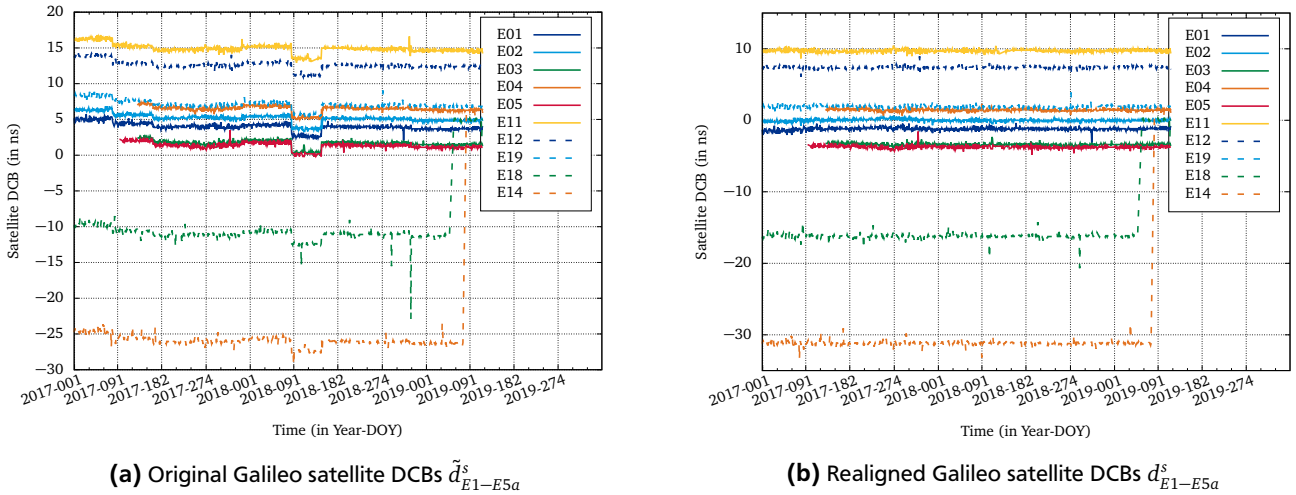 20
15
10
5
0
−5
−10
−15
−20
−25
−30
Satellite DCB (in ns)
2017-001
2017-091
2017-182
2017-274
2018-001
2018-091
2018-182
2018-274
2019-001
2019-091
2019-182
2019-274
Time (in Year-DOY)
E01
E02
E03
E04
E05
E11
E12
E19
E18
E14
(a) Original Galileo satellite DCBs d̃ˢ_E1−E5a
10
0
−10
−20
−30
Satellite DCB (in ns)
2017-001
2017-091
2017-182
2017-274
2018-001
2018-091
2018-182
2018-274
2019-001
2019-091
2019-182
2019-274
Time (in Year-DOY)
E01
E02
E03
E04
E05
E11
E12
E19
E18
E14
(b) Realigned Galileo satellite DCBs dˢ_E1−E5a